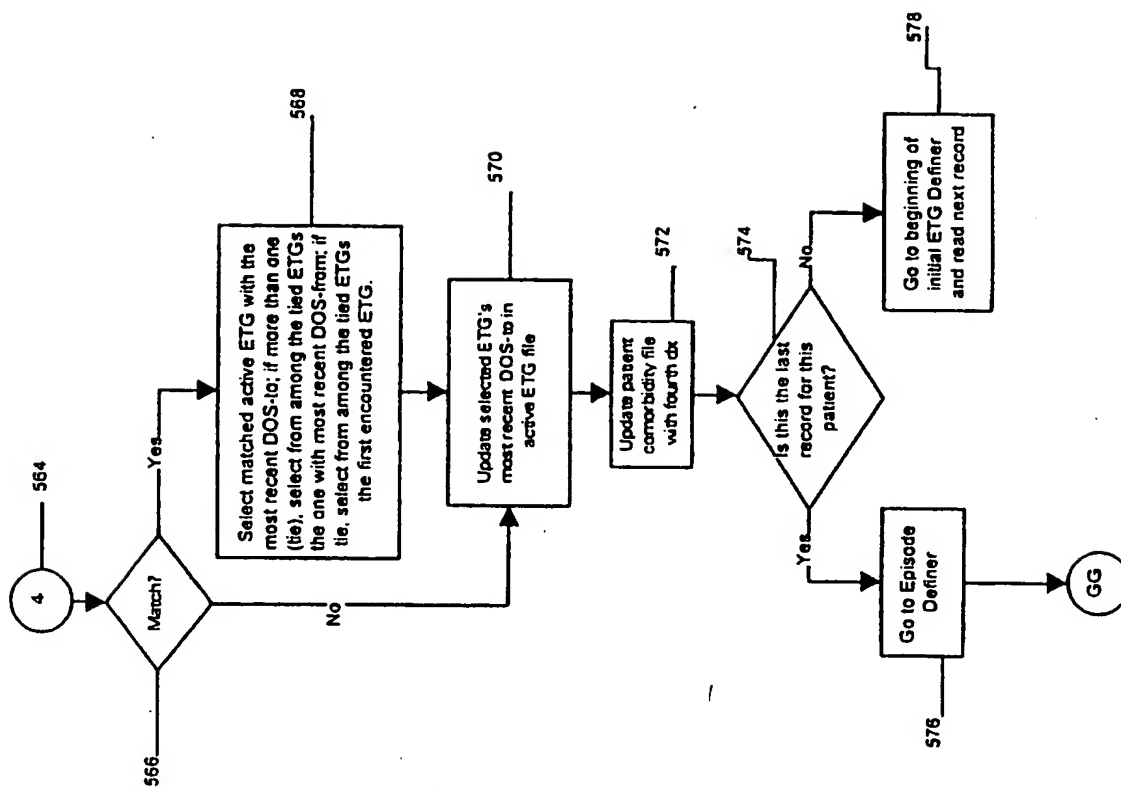 564
4
566
Match?
Yes
No
568
Select matched active ETG with the
most recent DOS-to; if more than one
(tie), select from among the tied ETGs
the one with most recent DOS-from; if
tie, select from among the tied ETGs
the first encountered ETG.
570
Update selected ETG's
most recent DOS-to in
active ETG file
572
Update patient
comorbidity file
with fourth dx
574
Is this the last
record for this
patient?
Yes
No
576
Go to Episode
Definer
GG
578
Go to beginning of
initial ETG Definer
and read next record